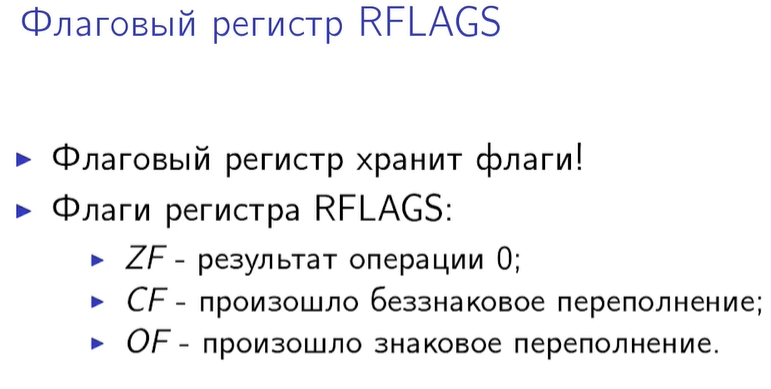 Флаговый регистр RFLAGS
Флаговый регистр хранит флаги!
Флаги регистра RFLAGS:
ZF - результат операции 0;
CF - произошло беззнаковое переполнение;
OF - произошло знаковое переполнение.